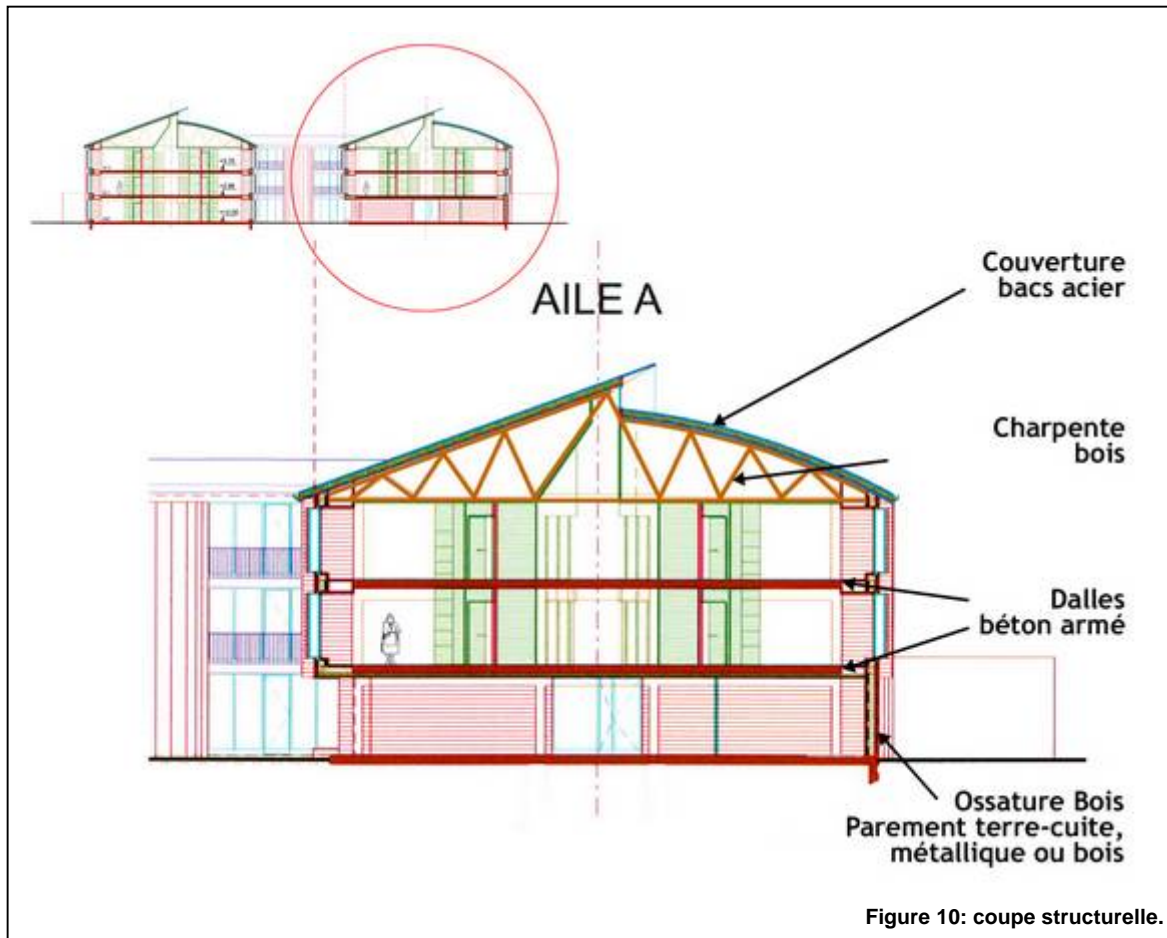 AILE A
Couverture
bacs acier
Charpente
bois
Dalles
béton armé
Ossature Bois
Parement terre-cuite,
métallique ou bois
Figure 10: coupe structurelle.